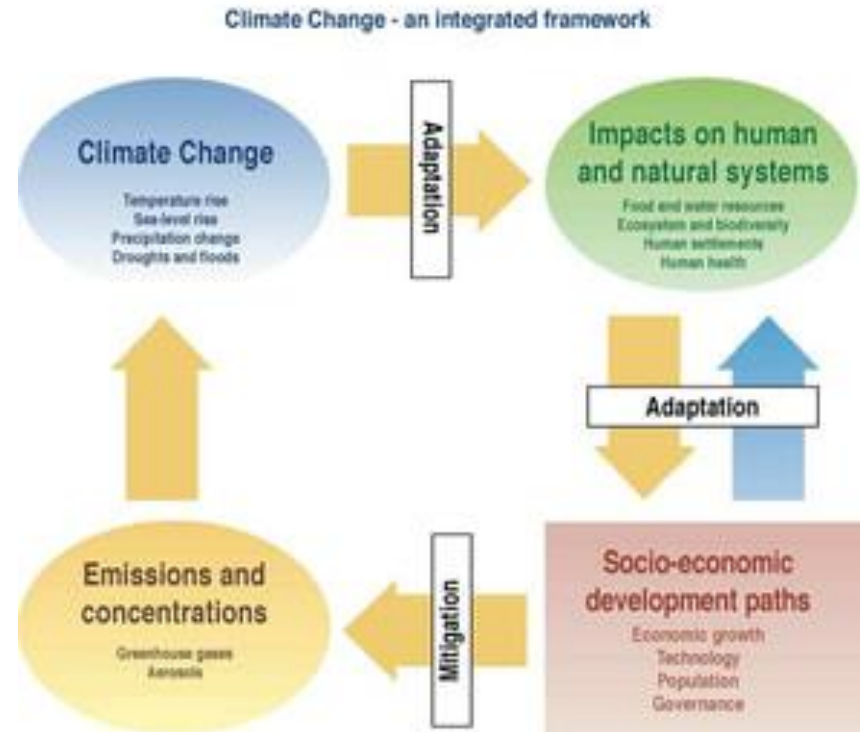 Climate Change - an integrated framework
Climate Change
Temperature rise
Sea-level rise
Precipitation change
Droughts and floods
Adaptation
Impacts on human
and natural systems
Food and water resources
Ecosystem and biodiversity
Human settlements
Human health
Adaptation
Emissions and
concentrations
Greenhouse gases
Aerosols
Mitigation
Socio-economic
development paths
Economic growth
Technology
Population
Governance